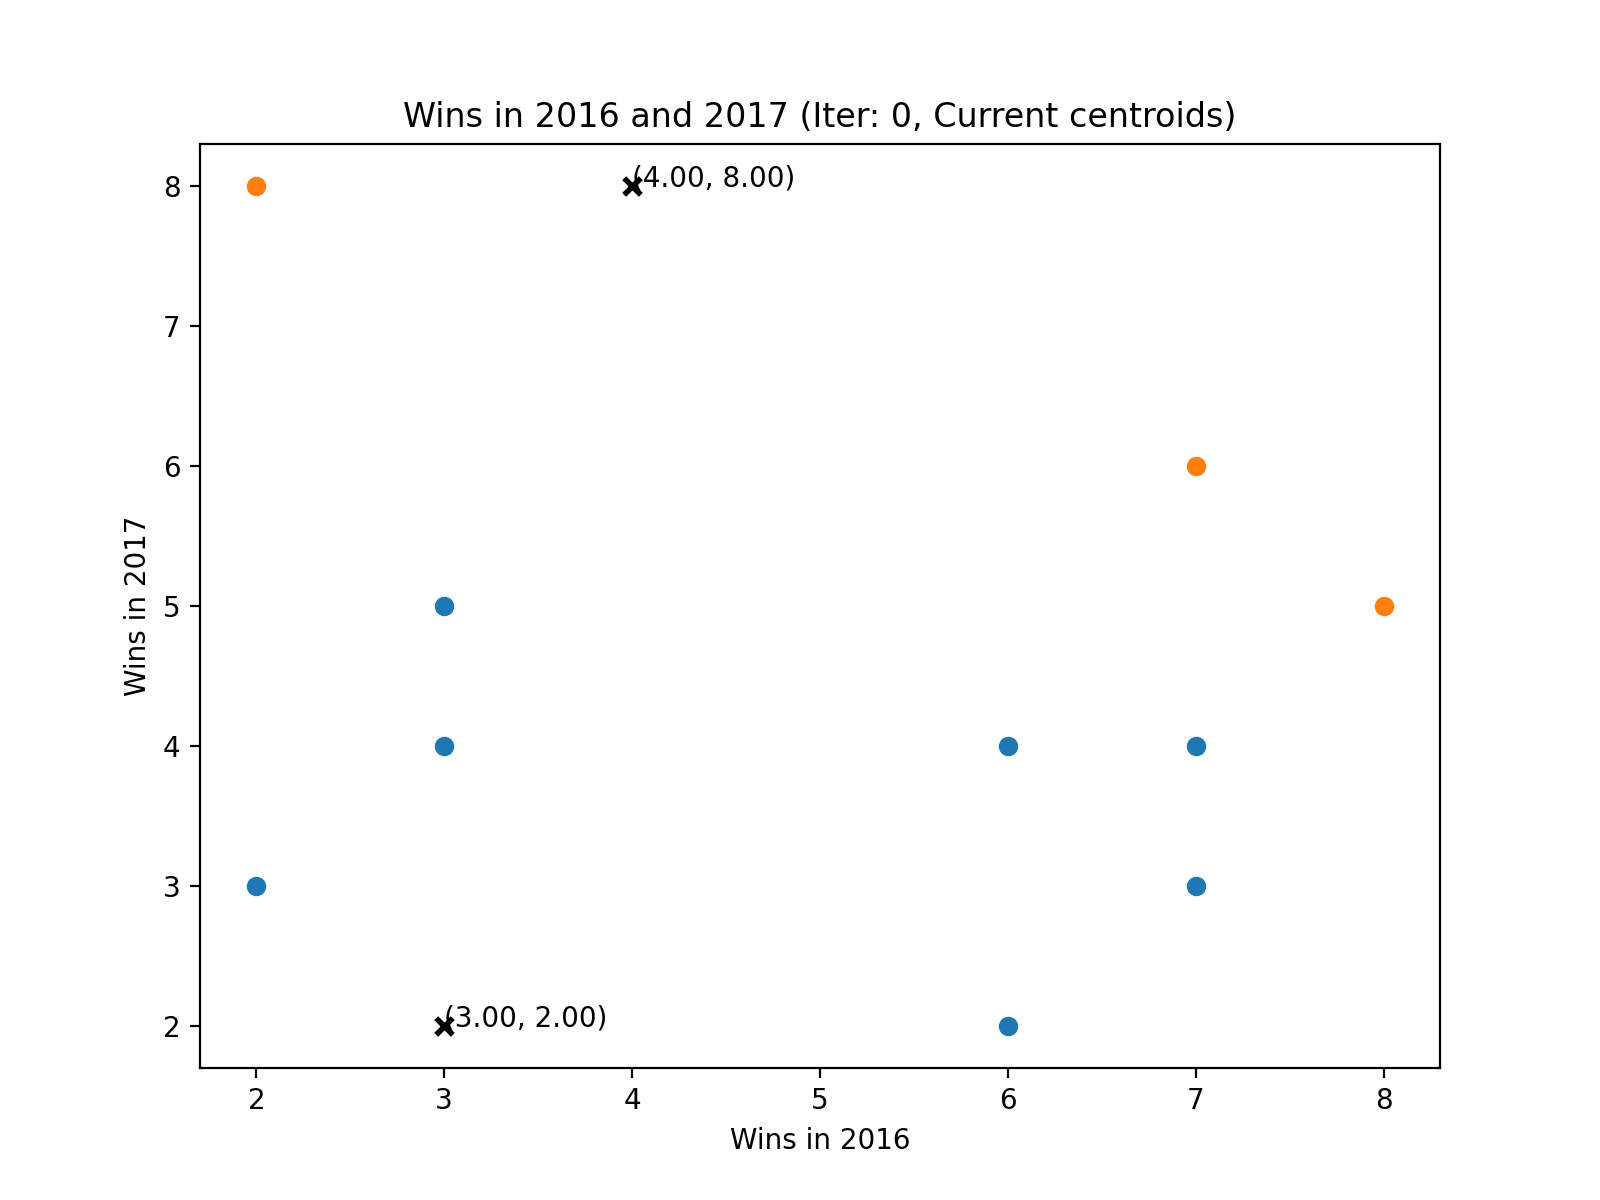 Wins in 2016 and 2017 (Iter: 0, Current centroids)
8
(4.00, 8.00)
7
6
5
4
3
2
(3.00, 2.00)
Wins in 2017
2 3 4 5 6 7 8
Wins in 2016